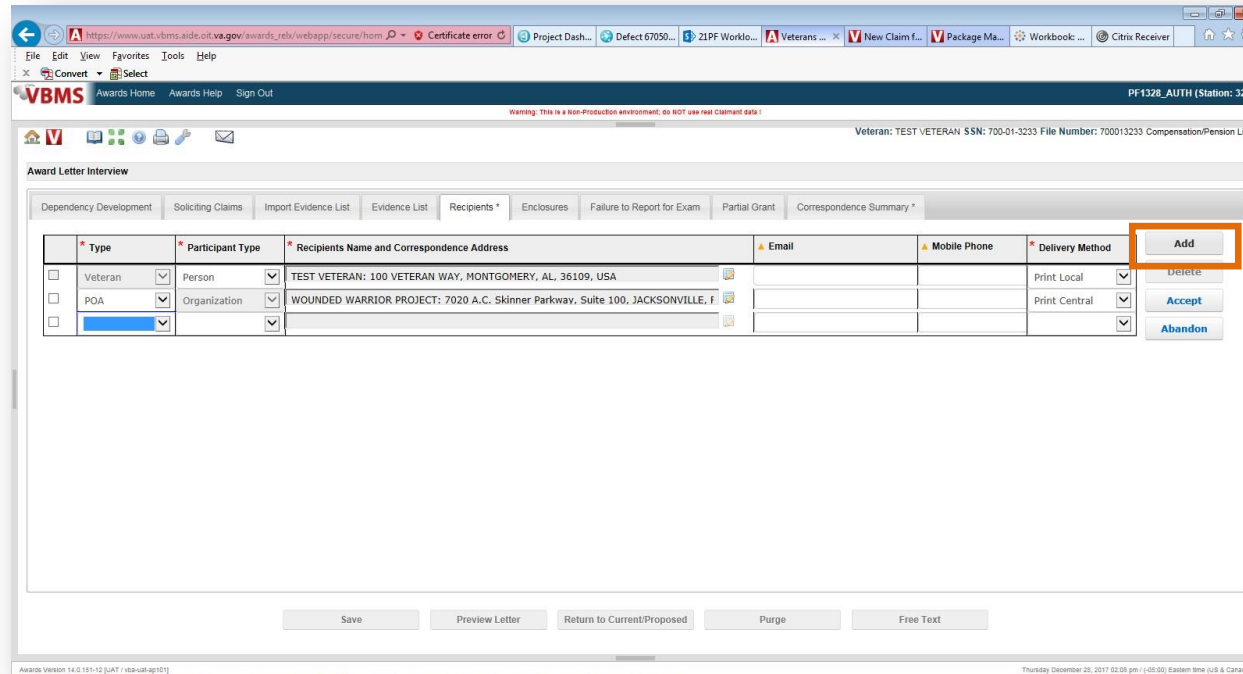 https://www.uat.vbms.aide.oit.va.gov/awards_relx/webapp/secure/hom Certificate error Project Dash... Defect 67050... 21PF Worklo... Veterans ... New Claim f... Package Ma... Workbook: ... Citrix Receiver
File Edit View Favorites Tools Help
Convert Select
VBMS Awards Home Awards Help Sign Out PF1328_AUTH (Station: 32
Warning: This is a Non-Production environment; do NOT use real Claimant data !
Veteran: TEST VETERAN SSN: 700-01-3233 File Number: 700013233 Compensation/Pension Li
Award Letter Interview
Dependency Development Soliciting Claims Import Evidence List Evidence List Recipients * Enclosures Failure to Report for Exam Partial Grant Correspondence Summary *
* Type * Participant Type * Recipients Name and Correspondence Address Email Mobile Phone * Delivery Method Add
Veteran Person TEST VETERAN: 100 VETERAN WAY, MONTGOMERY, AL, 36109, USA Print Local Delete
POA Organization WOUNDED WARRIOR PROJECT: 7020 A.C. Skinner Parkway, Suite 100, JACKSONVILLE, F Print Central Accept
Abandon
Save Preview Letter Return to Current/Proposed Purge Free Text
Awards Version 14.0.151-12 [UAT / vba-uat-ap101] Thursday December 28, 2017 02:08 pm / (-05:00) Eastern time (US & Canad